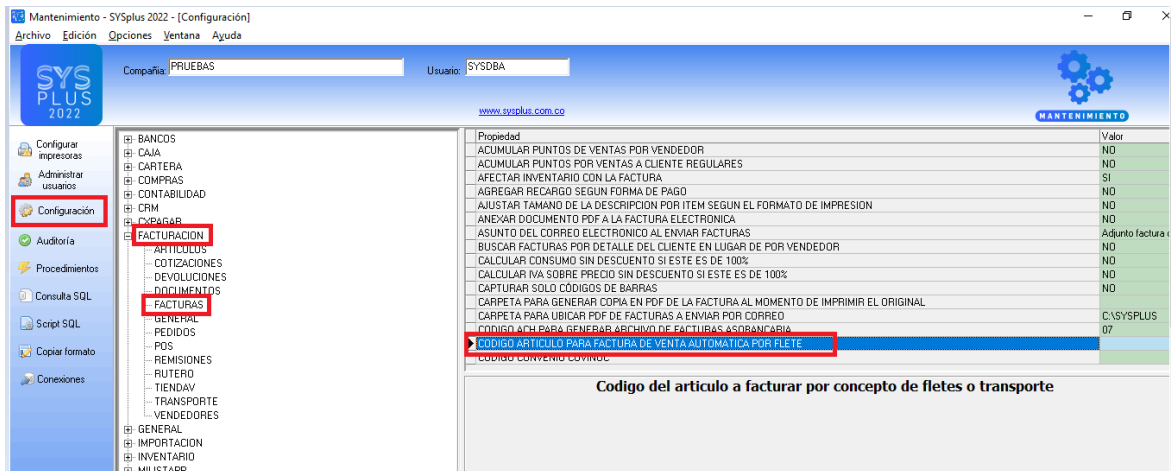 Mantenimiento - SYSplus 2022 - [Configuración]
Archivo Edición Opciones Ventana Ayuda
SYS
PLUS
2022
Compañia: PRUEBAS
Usuario: SYSDBA
www.sysplus.com.co
MANTENIMIENTO
Configurar
impresoras
Administrar
usuarios
Configuración
Auditoría
Procedimientos
Consulta SQL
Script SQL
Copiar formato
Conexiones
BANCOS
CAJA
CARTERA
COMPRAS
CONTABILIDAD
CRM
CXPAGAR
FACTURACION
ARTICULOS
COTIZACIONES
DEVOLUCIONES
DOCUMENTOS
FACTURAS
GENERAL
PEDIDOS
POS
REMISIONES
RUTERO
TIENDAV
TRANSPORTE
VENDEDORES
GENERAL
IMPORTACION
INVENTARIO
MILISTAPP
Propiedad Valor
ACUMULAR PUNTOS DE VENTAS POR VENDEDOR NO
ACUMULAR PUNTOS POR VENTAS A CLIENTE REGULARES NO
AFECTAR INVENTARIO CON LA FACTURA SI
AGREGAR RECARGO SEGUN FORMA DE PAGO NO
AJUSTAR TAMANO DE LA DESCRIPCION POR ITEM SEGUN EL FORMATO DE IMPRESION NO
ANEXAR DOCUMENTO PDF A LA FACTURA ELECTRONICA NO
ASUNTO DEL CORREO ELECTRONICO AL ENVIAR FACTURAS Adjunto factura
BUSCAR FACTURAS POR DETALLE DEL CLIENTE EN LUGAR DE POR VENDEDOR NO
CALCULAR CONSUMO SIN DESCUENTO SI ESTE ES DE 100% NO
CALCULAR IVA SOBRE PRECIO SIN DESCUENTO SI ESTE ES DE 100% NO
CAPTURAR SOLO CÓDIGOS DE BARRAS NO
CARPETA PARA GENERAR COPIA EN PDF DE LA FACTURA AL MOMENTO DE IMPRIMIR EL ORIGINAL
CARPETA PARA UBICAR PDF DE FACTURAS A ENVIAR POR CORREO C:\SYSPLUS
CODIGO ACH PARA GENERAR ARCHIVO DE FACTURAS ASOBANCARIA 07
CODIGO ARTICULO PARA FACTURA DE VENTA AUTOMATICA POR FLETE
CODIGO CONVENIO COVINOC
Codigo del articulo a facturar por concepto de fletes o transporte